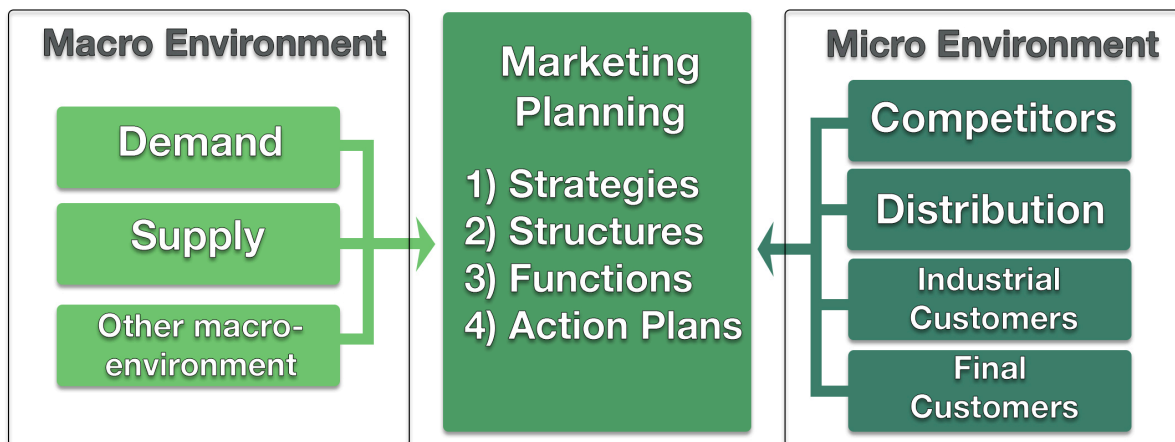 Macro Environment
Demand
Supply
Other macro-
environment
Marketing
Planning
1) Strategies
2) Structures
3) Functions
4) Action Plans
Micro Environment
Competitors
Distribution
Industrial
Customers
Final
Customers